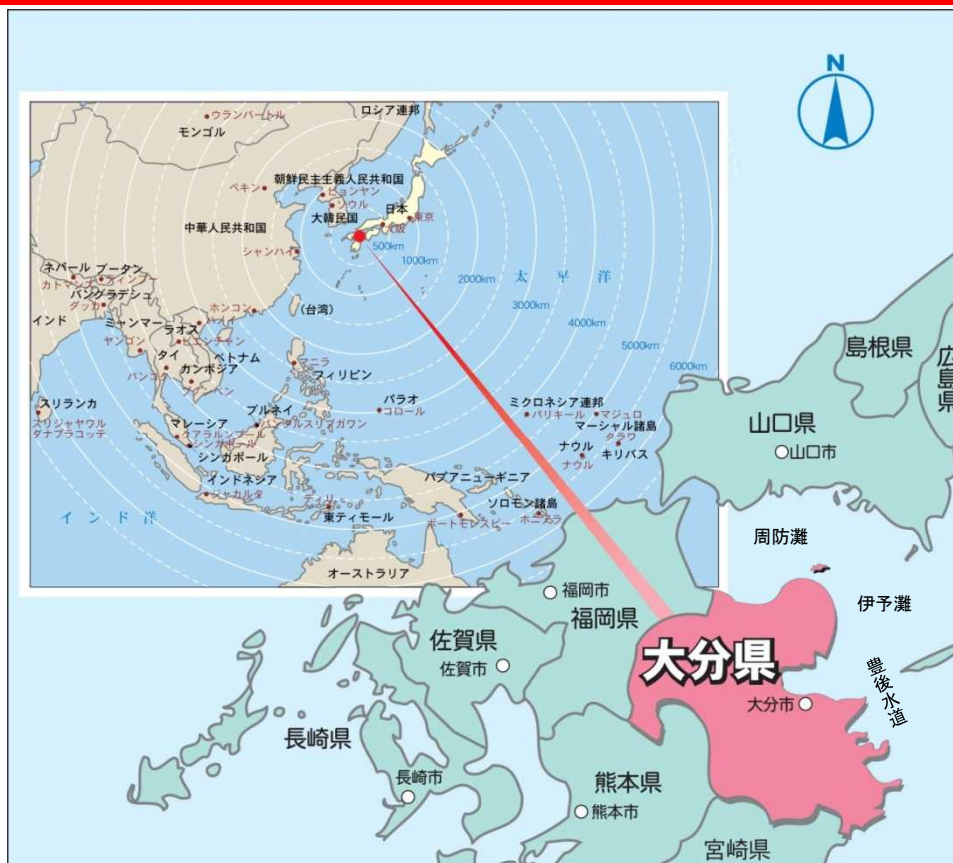 N
ロシア連邦
ウランバートル
モンゴル
朝鮮民主主義人民共和国
ペキン
ピョンヤン
ソウル
日本
東京
大韓民国
大阪
中華人民共和国
シャンハイ
500km
1000km
2000km
3000km
4000km
5000km
6000km
太平洋
ネパール
ブータン
カトマンズ
ティンプー
バングラデシュ
ダッカ
インド
ミャンマー
ラオス
ハノイ
ホンコン
(台湾)
ヤンゴン
ビエンチャン
タイ
ベトナム
バンコク
カンボジア
プノンペン
マニラ
フィリピン
パラオ
コロール
ミクロネシア連邦
パリキール
マジュロ
マーシャル諸島
タラワ
キリバス
ナウル
ナウル
スリランカ
スリジャヤワル
ダナプラコッテ
ブルネイ
バンダルスリブガワン
マレーシア
クアラルンプール
シンガポール
シンガポール
インドネシア
ジャカルタ
ディリ
東ティモール
パプアニューギニア
ポートモレスビー
ソロモン諸島
ホニアラ
インド洋
オーストラリア
島根県
広島県
山口県
山口市
周防灘
伊予灘
豊後水道
福岡市
福岡県
佐賀県
佐賀市
大分県
大分市
長崎県
長崎市
熊本県
熊本市
宮崎県